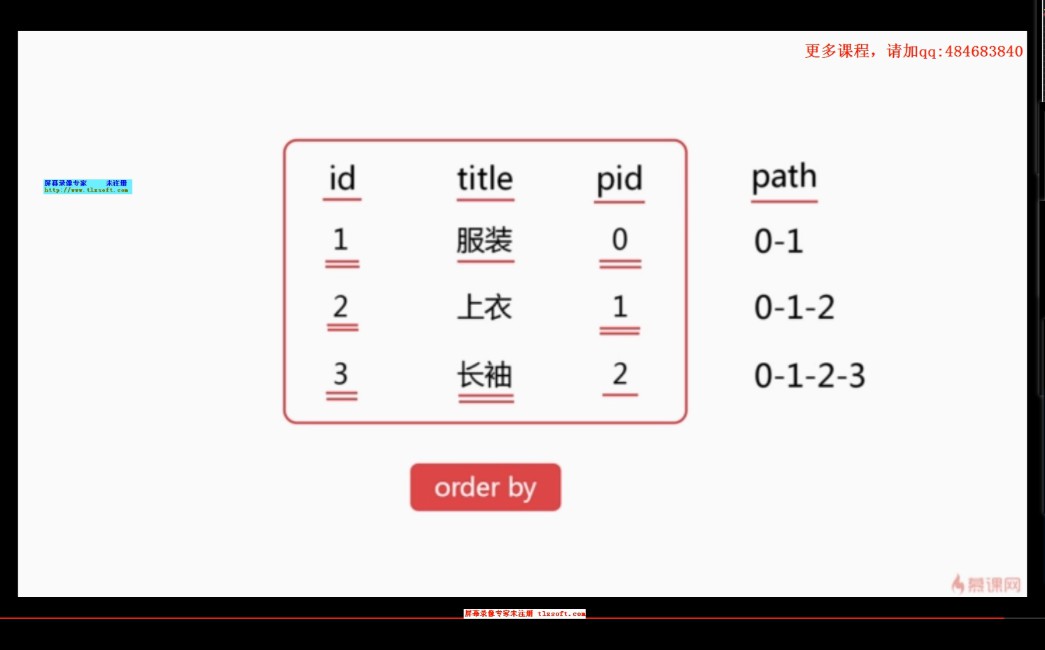 更多课程，请加qq:484683840
屏幕录像专家 未注册
http://www.tlxsoft.com
id title pid path
1 服装 0 0-1
2 上衣 1 0-1-2
3 长袖 2 0-1-2-3
order by
慕课网
屏幕录像专家未注册 tlxsoft.com